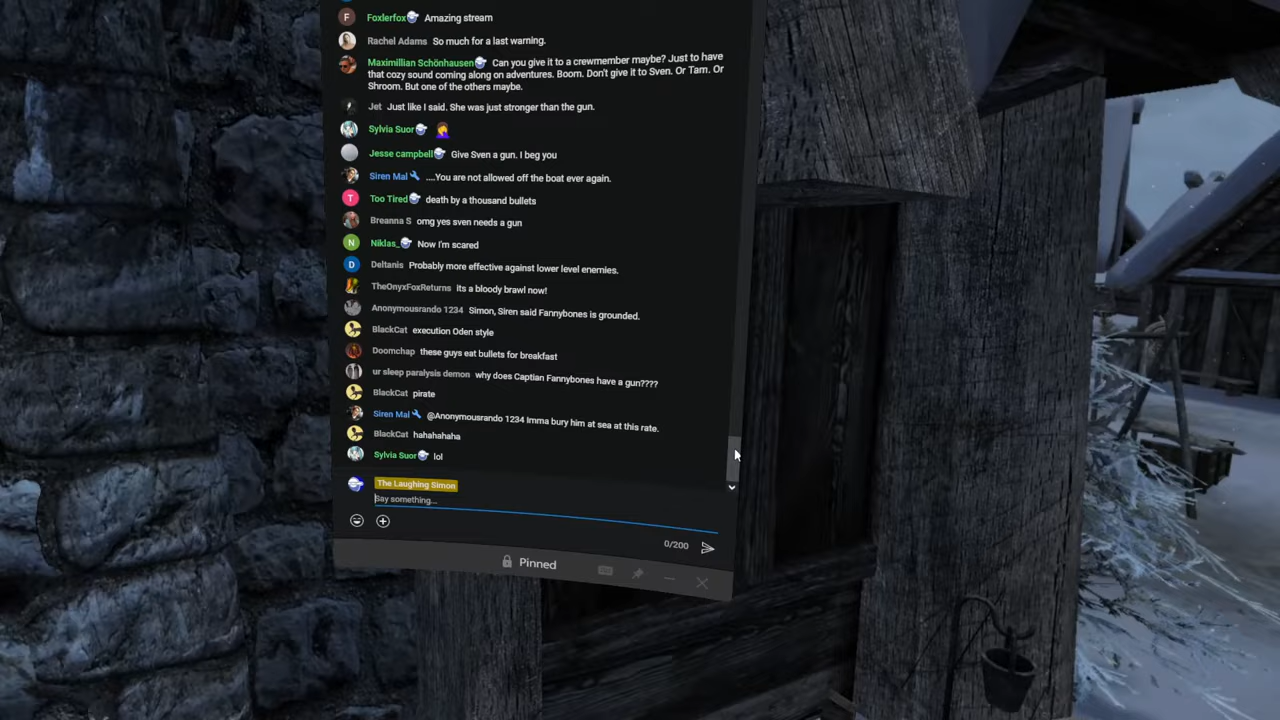 F Foxlerfox Amazing stream
Rachel Adams So much for a last warning.
Maximillian Schönhausen Can you give it to a crewmember maybe? Just to have
that cozy sound coming along on adventures. Boom. Don't give it to Sven. Or Tam. Or
Shroom. But one of the others maybe.
Jet Just like I said. She was just stronger than the gun.
Sylvia Suor 🤦‍♀️
Jesse campbell Give Sven a gun. I beg you
Siren Mal ....You are not allowed off the boat ever again.
T Too Tired death by a thousand bullets
Breanna S omg yes sven needs a gun
N Niklas_ Now I'm scared
D Deltanis Probably more effective against lower level enemies.
TheOnyxFoxReturns its a bloody brawl now!
Anonymousrando 1234 Simon, Siren said Fannybones is grounded.
BlackCat execution Oden style
Doomchap these guys eat bullets for breakfast
ur sleep paralysis demon why does Captian Fannybones have a gun????
BlackCat pirate
Siren Mal @Anonymousrando 1234 Imma bury him at sea at this rate.
BlackCat hahahahaha
Sylvia Suor lol
The Laughing Simon
Say something...
0/200
Pinned